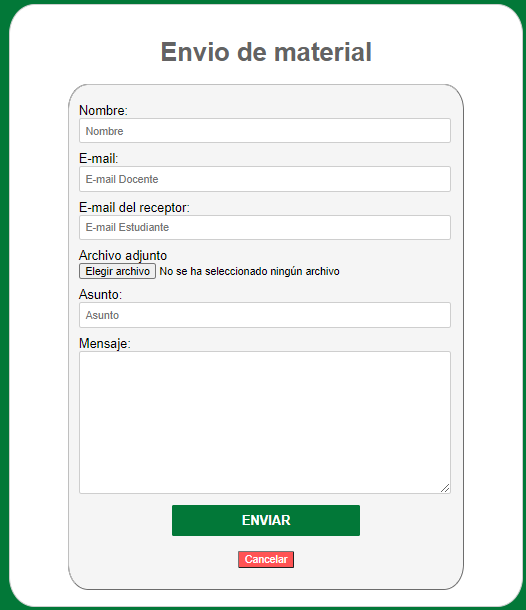 Envio de material
Nombre:
Nombre
E-mail:
E-mail Docente
E-mail del receptor:
E-mail Estudiante
Archivo adjunto
Elegir archivo No se ha seleccionado ningún archivo
Asunto:
Asunto
Mensaje:
ENVIAR
Cancelar